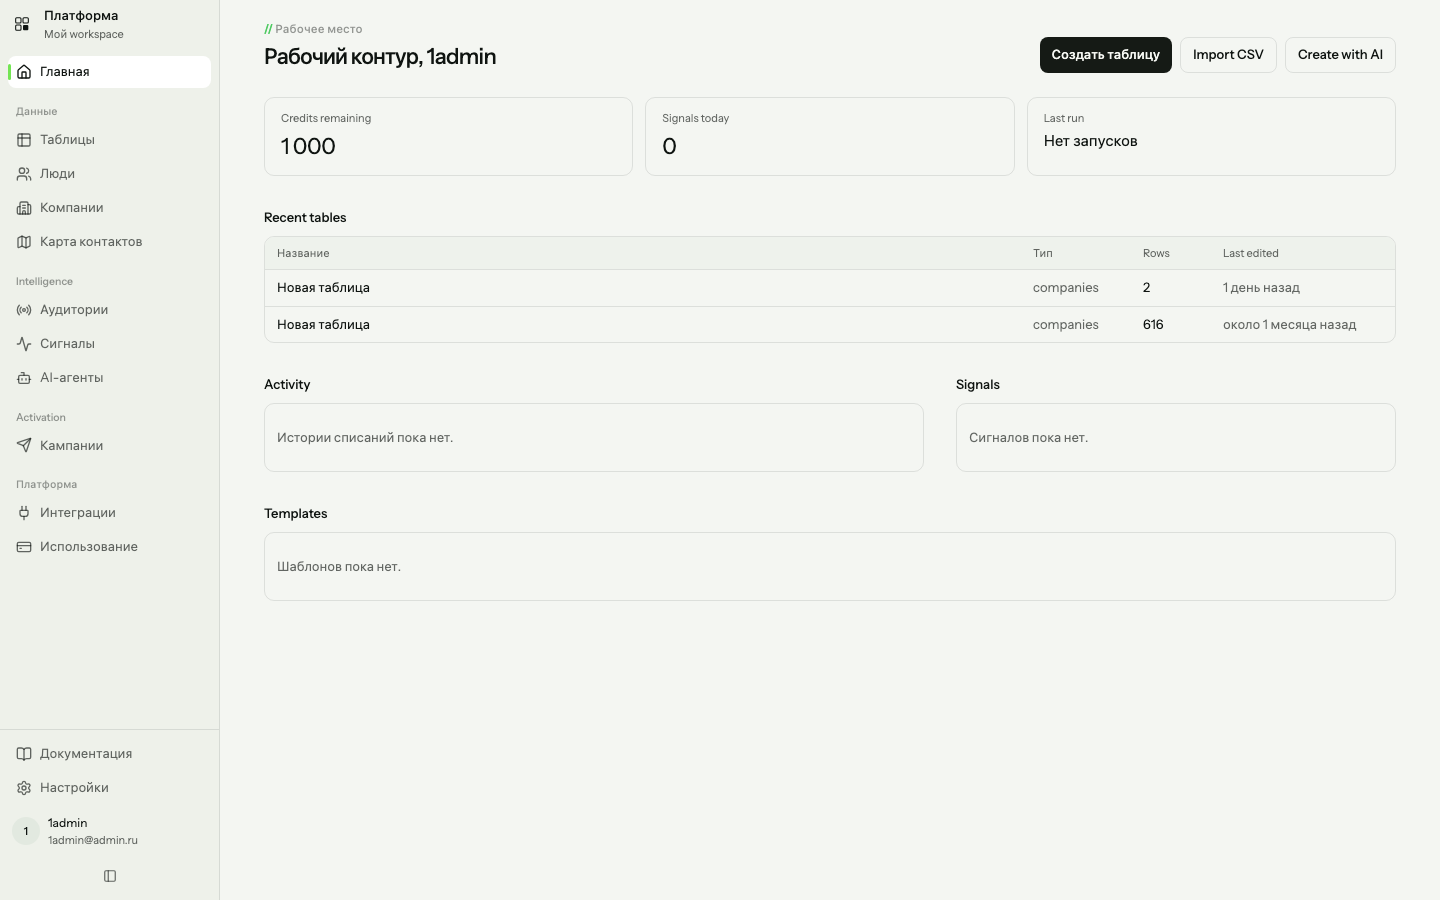 Платформа
Мой workspace
Главная
Данные
Таблицы
Люди
Компании
Карта контактов
Intelligence
Аудитории
Сигналы
AI-агенты
Activation
Кампании
Платформа
Интеграции
Использование
Документация
Настройки
1
1admin
1admin@admin.ru
// Рабочее место
Рабочий контур, 1admin
Создать таблицу
Import CSV
Create with AI
Credits remaining
1 000
Signals today
0
Last run
Нет запусков
Recent tables
Название Тип Rows Last edited
Новая таблица companies 2 1 день назад
Новая таблица companies 616 около 1 месяца назад
Activity
Истории списаний пока нет.
Signals
Сигналов пока нет.
Templates
Шаблонов пока нет.